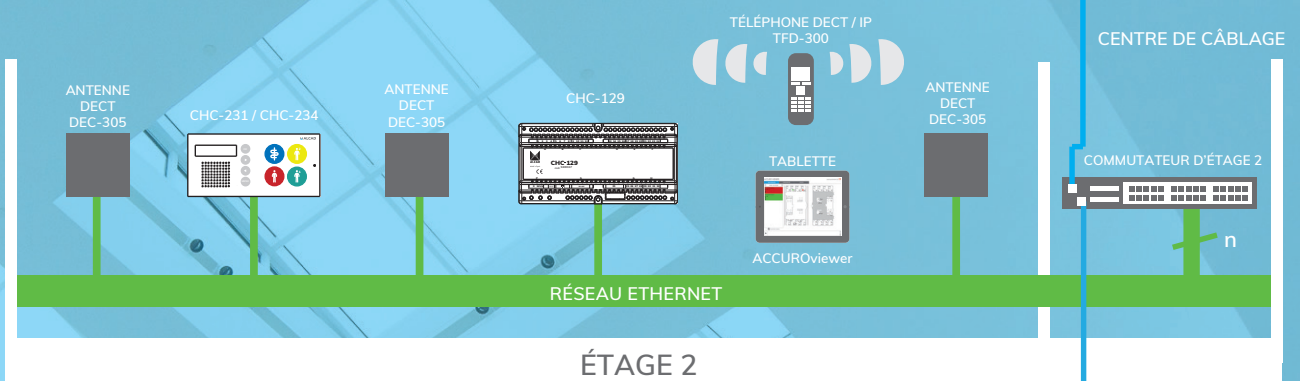 TÉLÉPHONE DECT / IP
TFD-300
CENTRE DE CÂBLAGE
ANTENNE
DECT
DEC-305
CHC-231 / CHC-234
ANTENNE
DECT
DEC-305
CHC-129
ANTENNE
DECT
DEC-305
ALCAD
CHC-129
TABLETTE
COMMUTATEUR D'ÉTAGE 2
n
ACCUROviewer
RÉSEAU ETHERNET
ÉTAGE 2